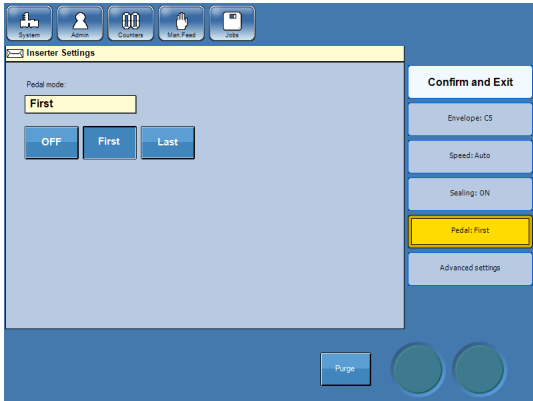 System Admin Counters Man.Feed Jobs
Inserter Settings
Pedal mode:
First
OFF First Last
Confirm and Exit
Envelope: C5
Speed: Auto
Sealing: ON
Pedal: First
Advanced settings
Purge